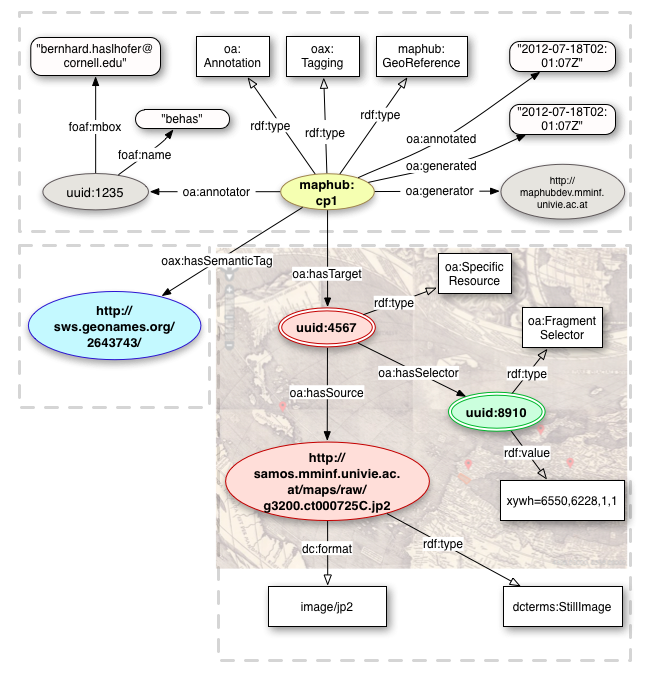 "bernhard.haslhofer@
cornell.edu"
oa:
Annotation
oax:
Tagging
maphub:
GeoReference
"2012-07-18T02:
01:07Z"
foaf:mbox
"behas"
rdf:type
rdf:type
rdf:type
"2012-07-18T02:
01:07Z"
oa:annotated
foaf:name
oa:generated
uuid:1235
oa:annotator
maphub:
cp1
oa:generator
http://
maphubdev.mminf.
univie.ac.at
oax:hasSemanticTag
oa:hasTarget
oa:Specific
Resource
rdf:type
http://
sws.geonames.org/
2643743/
uuid:4567
oa:Fragment
Selector
oa:hasSelector
rdf:type
oa:hasSource
uuid:8910
rdf:value
http://
samos.mminf.univie.ac.
at/maps/raw/
g3200.ct000725C.jp2
xywh=6550,6228,1,1
dc:format
rdf:type
image/jp2
dcterms:StillImage